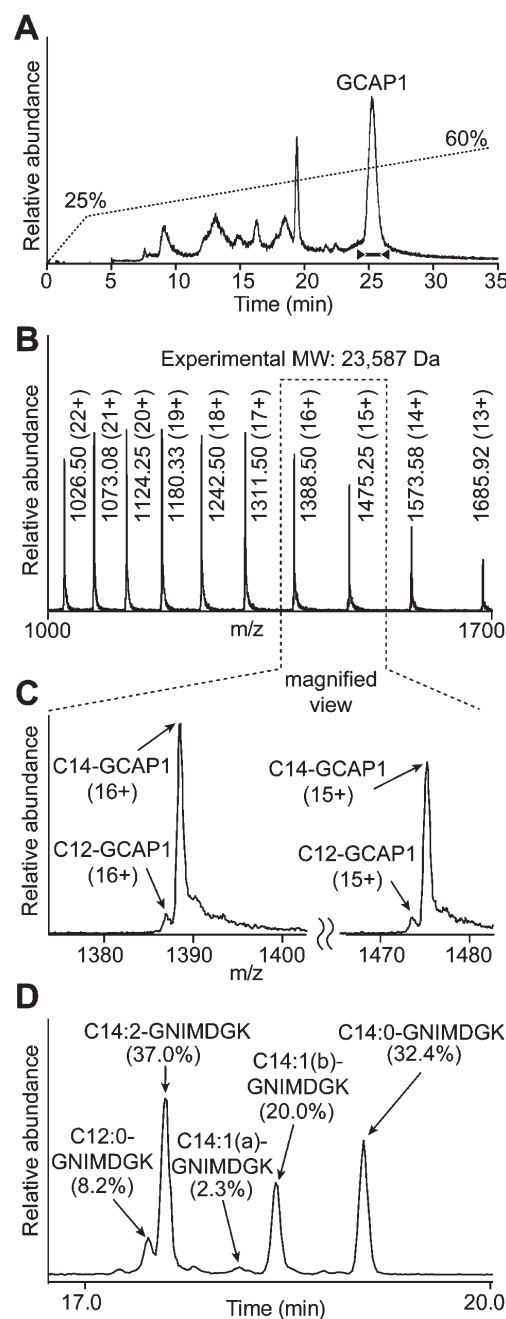 A
Relative abundance
GCAP1
25%
60%
0 5 10 15 20 25 30 35
Time (min)
B
Experimental MW: 23,587 Da
Relative abundance
1026.50 (22+)
1073.08 (21+)
1124.25 (20+)
1180.33 (19+)
1242.50 (18+)
1311.50 (17+)
1388.50 (16+)
1475.25 (15+)
1573.58 (14+)
1685.92 (13+)
1000 m/z 1700
magnified
view
C
Relative abundance
C14-GCAP1
(16+)
C12-GCAP1
(16+)
C14-GCAP1
(15+)
C12-GCAP1
(15+)
1380 1390 1400 1470 1480
m/z
D
Relative abundance
C14:2-GNIMDGK
(37.0%)
C14:0-GNIMDGK
(32.4%)
C14:1(b)-
GNIMDGK
(20.0%)
C12:0-
GNIMDGK
(8.2%)
C14:1(a)-
GNIMDGK
(2.3%)
17.0 Time (min) 20.0